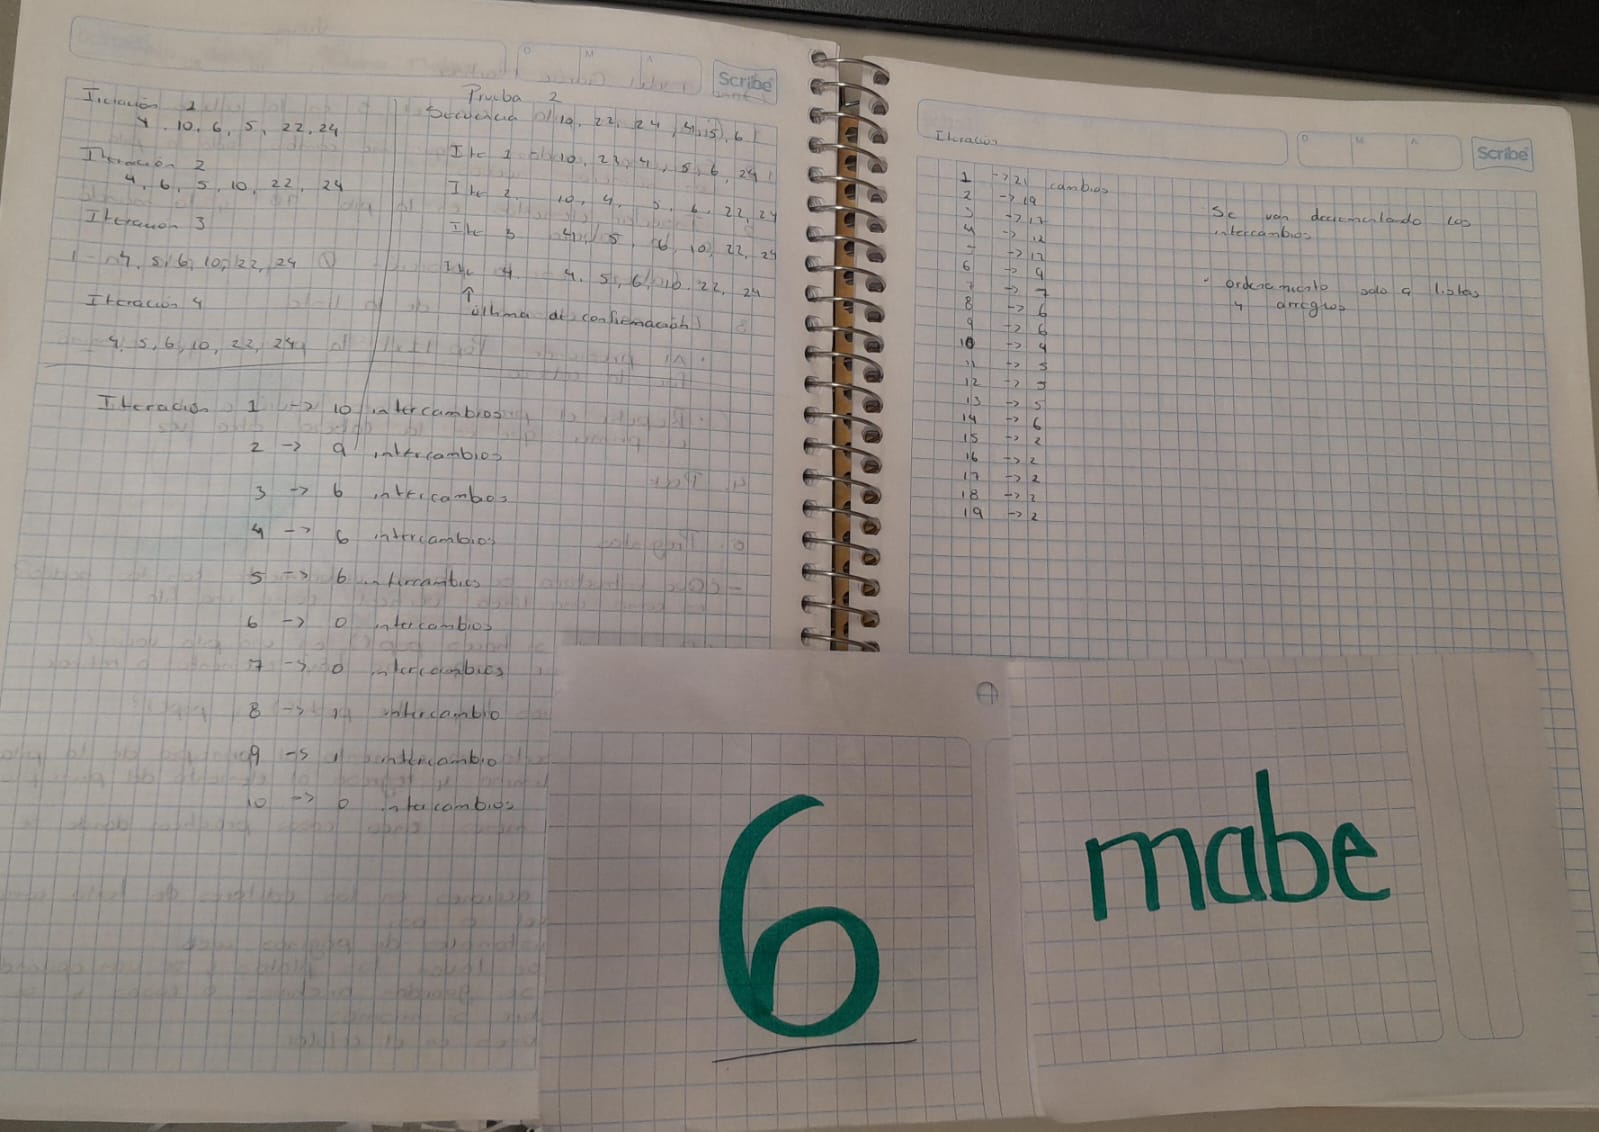 Scribe
Iteración 1
4, 10, 6, 5, 22, 24
Iteración 2
4, 6, 5, 10, 22, 24
Iteración 3
4, 5, 6, 10, 22, 24
Iteración 4
4, 5, 6, 10, 22, 24
Prueba 2
Secuencia 10, 22, 24, 4, 5, 6
Ite 1 10, 23, 4, 5, 6, 24
Ite 2, 10, 4, 5, 6, 22, 24
Ite 3 4, 5, 6, 10, 22, 24
Ite 4. 4, 5, 6, 10, 22, 24
↑
última de confirmación
Iteración 1 -> 10 intercambios
2 -> 9 intercambios
3 -> 6 intercambios
4 -> 6 intercambios
5 -> 6 intercambios
6 -> 0 intercambios
7 -> 0 intercambios
8 -> 1 intercambio
9 -> 1 intercambio
10 -> 0 intercambios
Scribe
Iteración
1 -> 21 cambios
2 -> 19
3 -> 17
4 -> 12
-> 12
6 -> 9
7 -> 7
8 -> 6
9 -> 6
10 -> 4
11 -> 5
12 -> 5
13 -> 5
14 -> 6
15 -> 2
16 -> 2
17 -> 2
18 -> 2
19 -> 2
Se van decrementando los
intercambios
- ordenamiento solo a listas
y arreglos
6
mabe